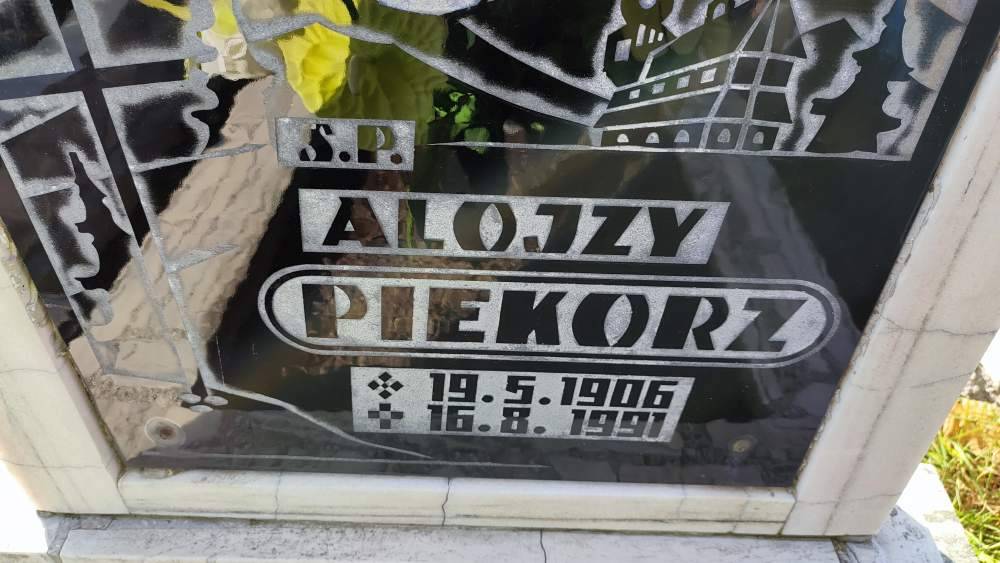 Ś.P.
ALOJZY
PIEKORZ
19.5.1906
16.8.1991